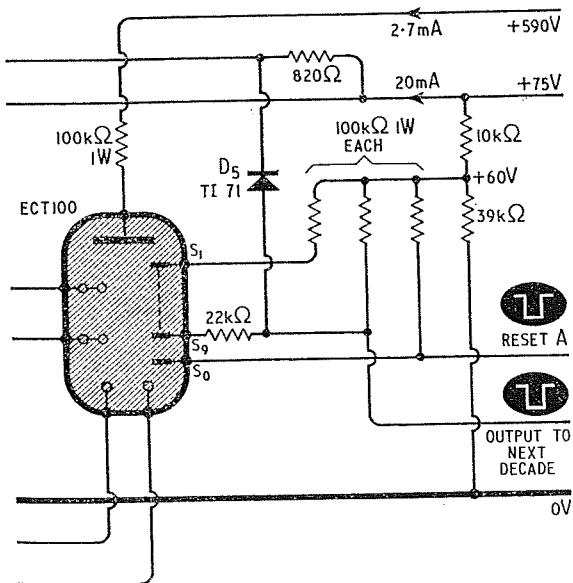 2·7mA
+590V
820Ω
20mA
+75V
100kΩ
1W
100kΩ 1W
EACH
10kΩ
D5
TI 71
+60V
ECT100
39kΩ
S1
22kΩ
S9
S0
RESET A
OUTPUT TO
NEXT
DECADE
0V